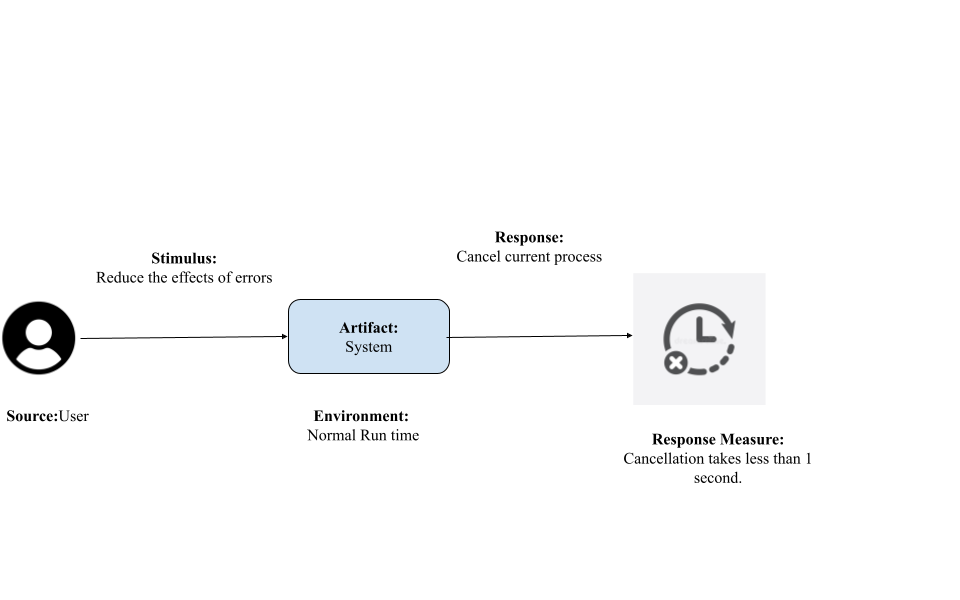 Response:
Cancel current process
Stimulus:
Reduce the effects of errors
Artifact:
System
Source:User
Environment:
Normal Run time
Response Measure:
Cancellation takes less than 1
second.